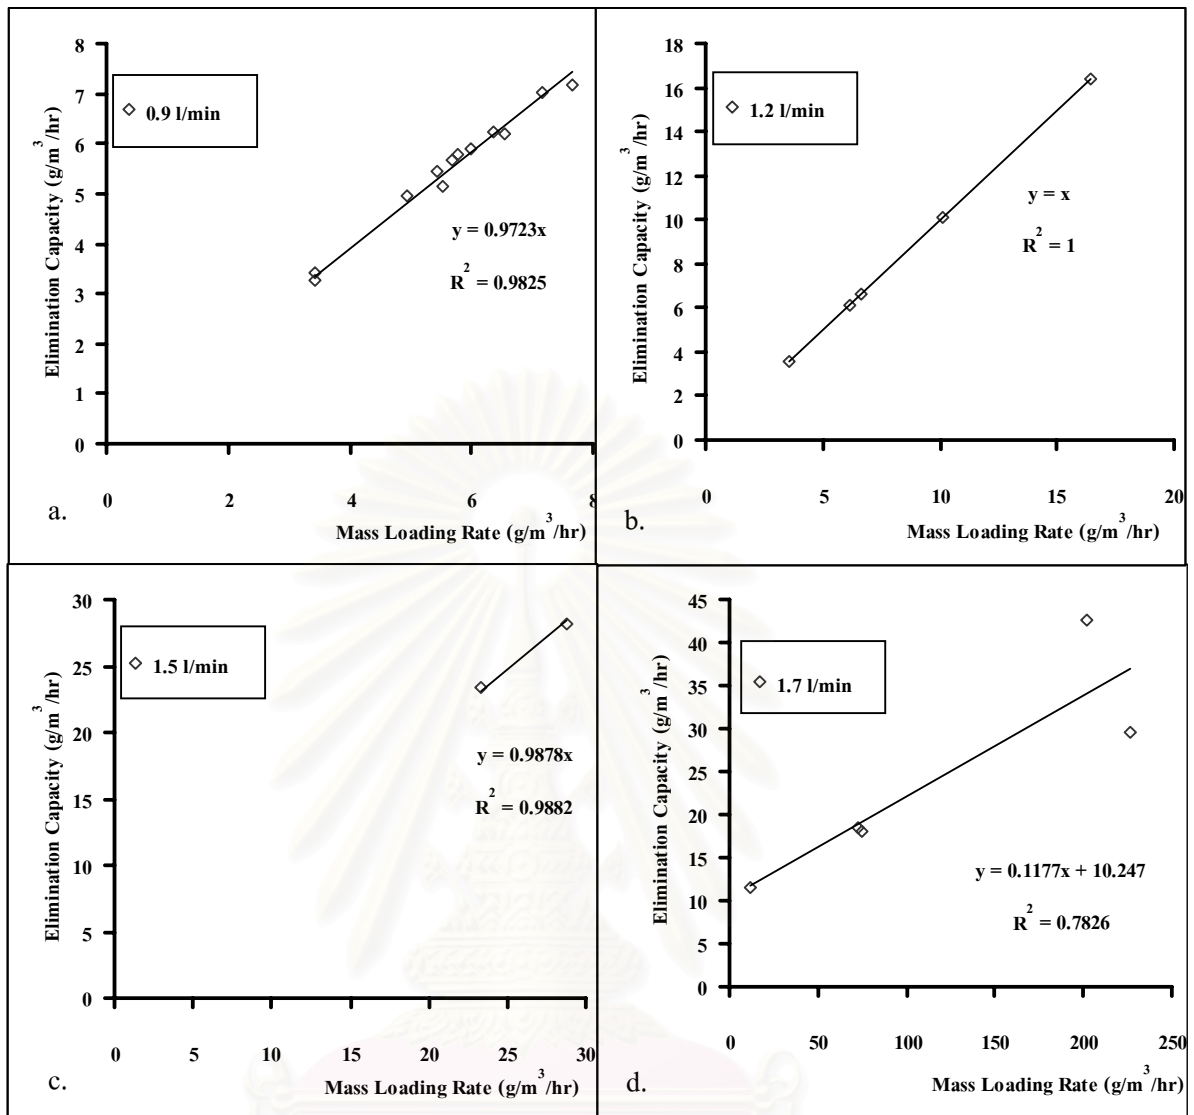 8
7
6
5
4
3
2
1
0
Elimination Capacity (g/m³/hr)
0.9 l/min
y = 0.9723x
R² = 0.9825
0 2 4 6 8
a.
Mass Loading Rate (g/m³/hr)
18
16
14
12
10
8
6
4
2
0
Elimination Capacity (g/m³/hr)
1.2 l/min
y = x
R² = 1
0 5 10 15 20
b.
Mass Loading Rate (g/m³/hr)
30
25
20
15
10
5
0
Elimination Capacity (g/m³/hr)
1.5 l/min
y = 0.9878x
R² = 0.9882
0 5 10 15 20 25 30
c.
Mass Loading Rate (g/m³/hr)
45
40
35
30
25
20
15
10
5
0
Elimination Capacity (g/m³/hr)
1.7 l/min
y = 0.1177x + 10.247
R² = 0.7826
0 50 100 150 200 250
d.
Mass Loading Rate (g/m³/hr)